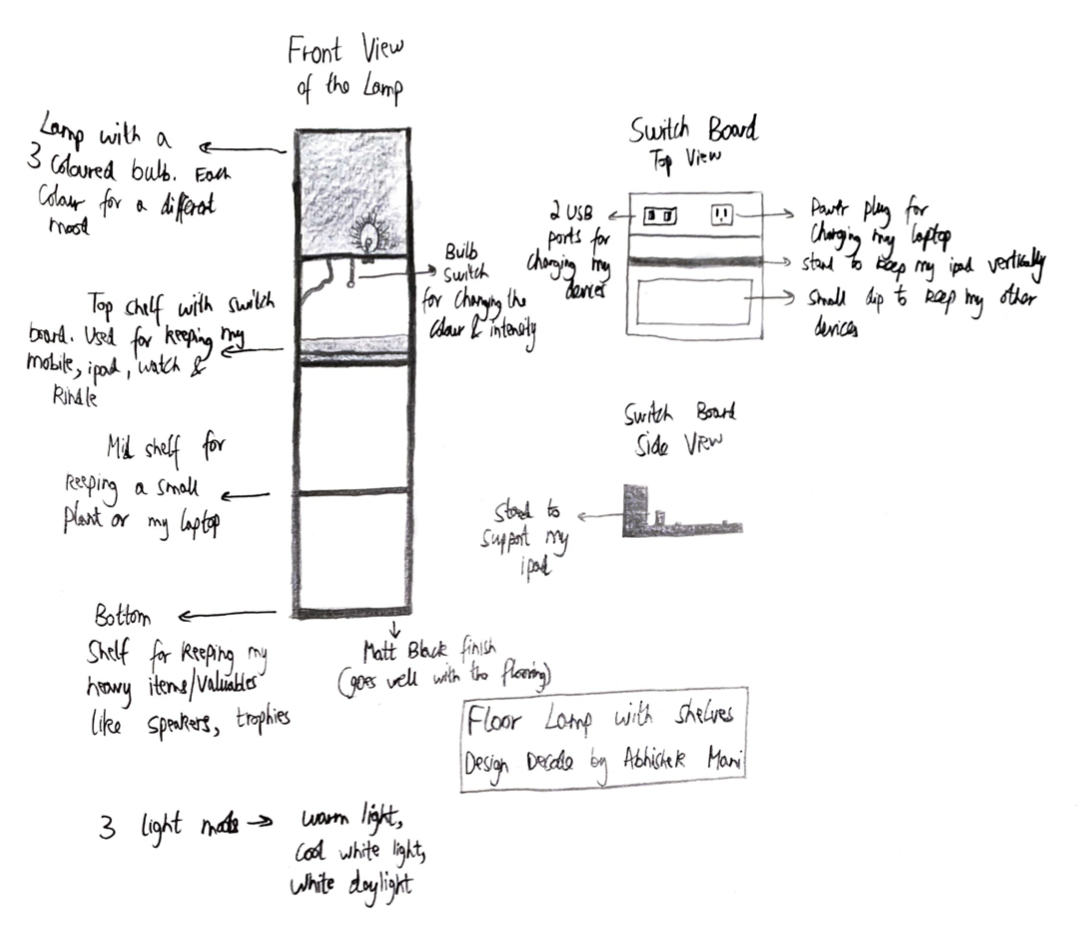 Front View
of the Lamp
Lamp with a
3 coloured bulb. Each
Colour for a different
mood
Bulb
Switch
for changing the
colour & intensity
Top shelf with switch
board. Used for keeping my
mobile, ipad, watch &
Kindle
Mid shelf for
keeping a small
plant or my laptop
Bottom
Shelf for keeping my
heavy items/valuables
like speakers, trophies
Matt Black finish
(goes well with the flooring)
Switch Board
Top View
2 USB
ports for
charging my
devices
Power plug for
Charging my laptop
stand to keep my ipad vertically
Small dip to keep my other
devices
Switch Board
Side View
Stand to
support my
ipad
Floor Lamp with shelves
Design Decode by Abhishek Mani
3 light mode → warm light,
cool white light,
white daylight